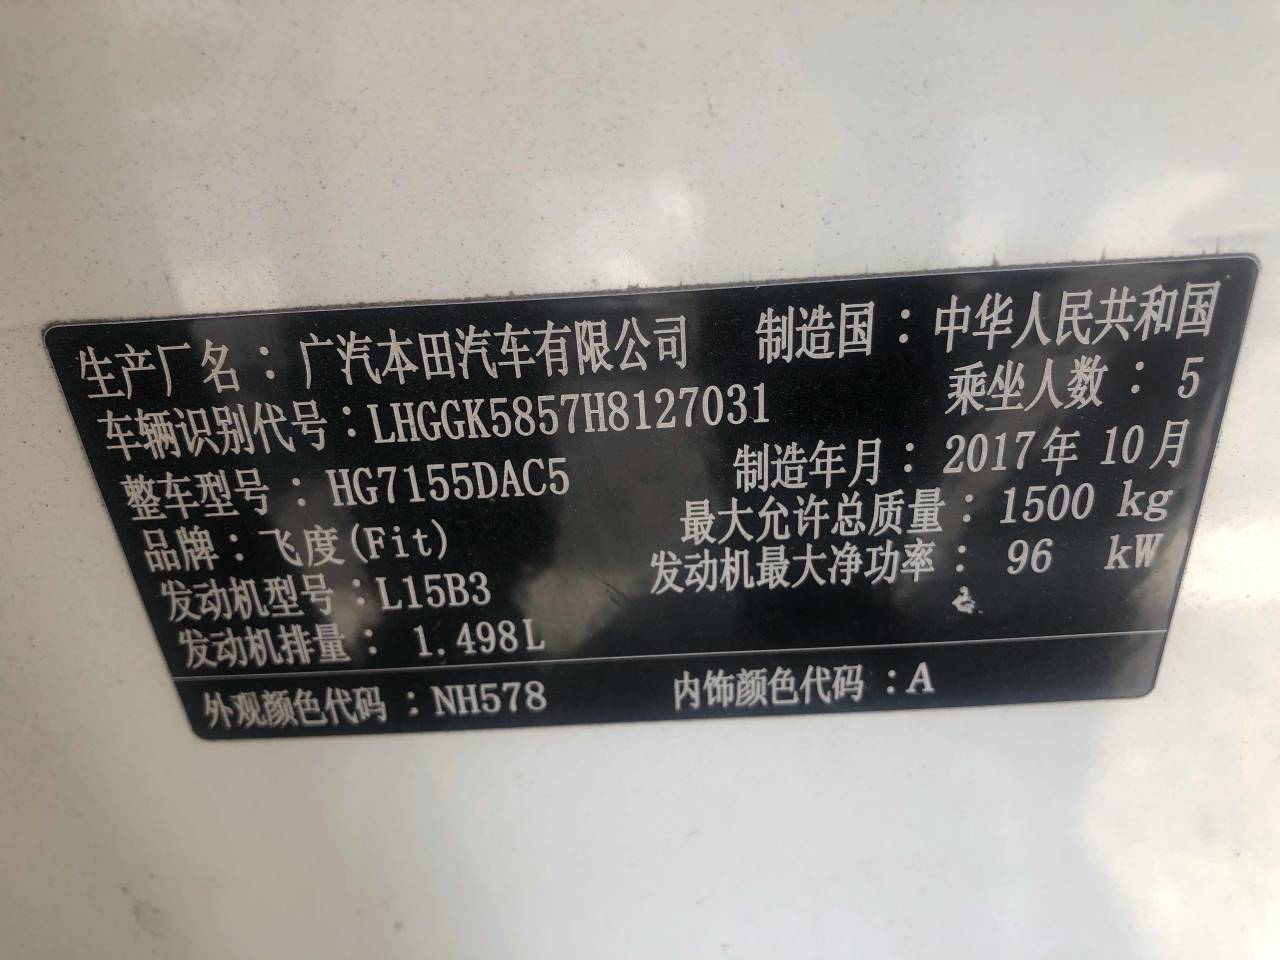 生产厂名：广汽本田汽车有限公司 制造国：中华人民共和国
车辆识别代号：LHGGK5857H8127031 乘坐人数：5
整车型号：HG7155DAC5 制造年月：2017年10月
品牌：飞度(Fit) 最大允许总质量：1500 kg
发动机型号：L15B3 发动机最大净功率：96 kW
发动机排量：1.498L
外观颜色代码：NH578 内饰颜色代码：A